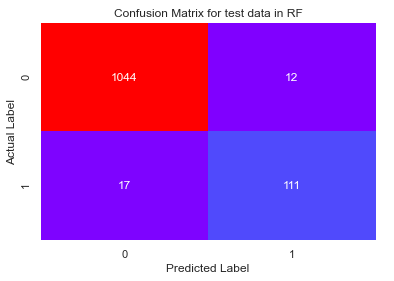 Confusion Matrix for test data in RF
Actual Label
0
1044
12
1
17
111
0
1
Predicted Label